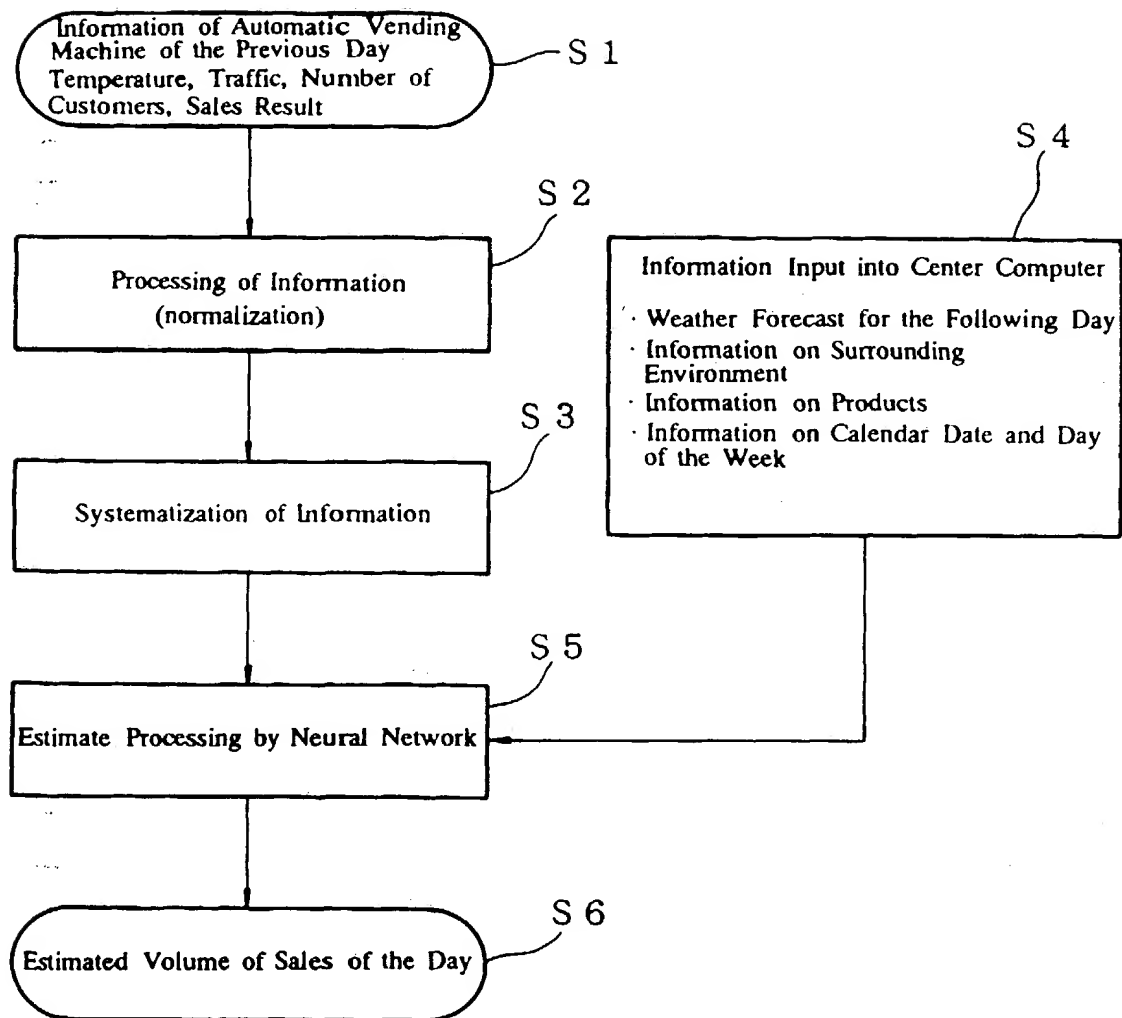 Information of Automatic Vending
Machine of the Previous Day
Temperature, Traffic, Number of
Customers, Sales Result
S 1
S 2
Processing of Information
(normalization)
S 3
Systematization of Information
S 4
Information Input into Center Computer
· Weather Forecast for the Following Day
· Information on Surrounding
Environment
· Information on Products
· Information on Calendar Date and Day
of the Week
S 5
Estimate Processing by Neural Network
S 6
Estimated Volume of Sales of the Day